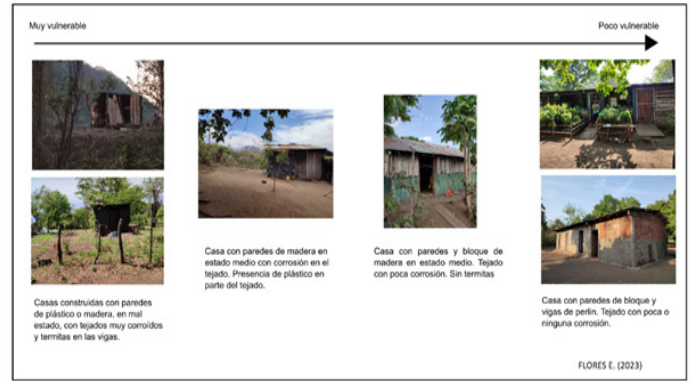 Muy vulnerable
Poco vulnerable
Casas construidas con paredes
de plástico o madera, en mal
estado, con tejados muy corroídos
y termitas en las vigas.
Casa con paredes de madera en
estado medio con corrosión en el
tejado. Presencia de plástico en
parte del tejado.
Casa con paredes y bloque de
madera en estado medio. Tejado
con poca corrosión. Sin termitas
Casa con paredes de bloque y
vigas de perlin. Tejado con poca o
ninguna corrosión.
FLORES E. (2023)